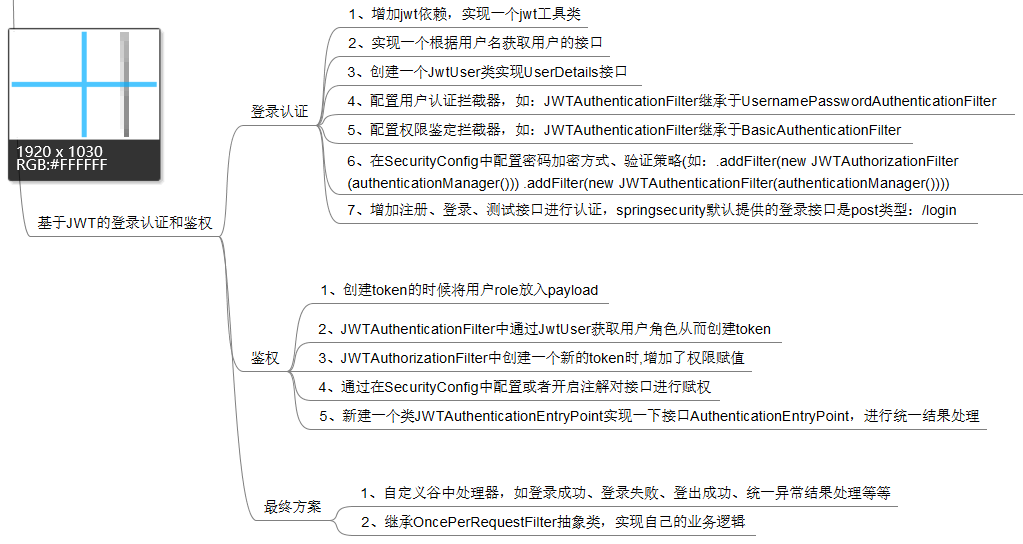 1920 x 1030
RGB:#FFFFFF
基于JWT的登录认证和鉴权
登录认证
1、增加jwt依赖，实现一个jwt工具类
2、实现一个根据用户名获取用户的接口
3、创建一个JwtUser类实现UserDetails接口
4、配置用户认证拦截器，如：JWTAuthenticationFilter继承于UsernamePasswordAuthenticationFilter
5、配置权限鉴定拦截器，如：JWTAuthenticationFilter继承于BasicAuthenticationFilter
6、在SecurityConfig中配置密码加密方式、验证策略(如：.addFilter(new JWTAuthorizationFilter
(authenticationManager())) .addFilter(new JWTAuthenticationFilter(authenticationManager())))
7、增加注册、登录、测试接口进行认证，springsecurity默认提供的登录接口是post类型：/login
鉴权
1、创建token的时候将用户role放入payload
2、JWTAuthenticationFilter中通过JwtUser获取用户角色从而创建token
3、JWTAuthorizationFilter中创建一个新的token时,增加了权限赋值
4、通过在SecurityConfig中配置或者开启注解对接口进行赋权
5、新建一个类JWTAuthenticationEntryPoint实现一下接口AuthenticationEntryPoint，进行统一结果处理
最终方案
1、自定义谷中处理器，如登录成功、登录失败、登出成功、统一异常结果处理等等
2、继承OncePerRequestFilter抽象类，实现自己的业务逻辑